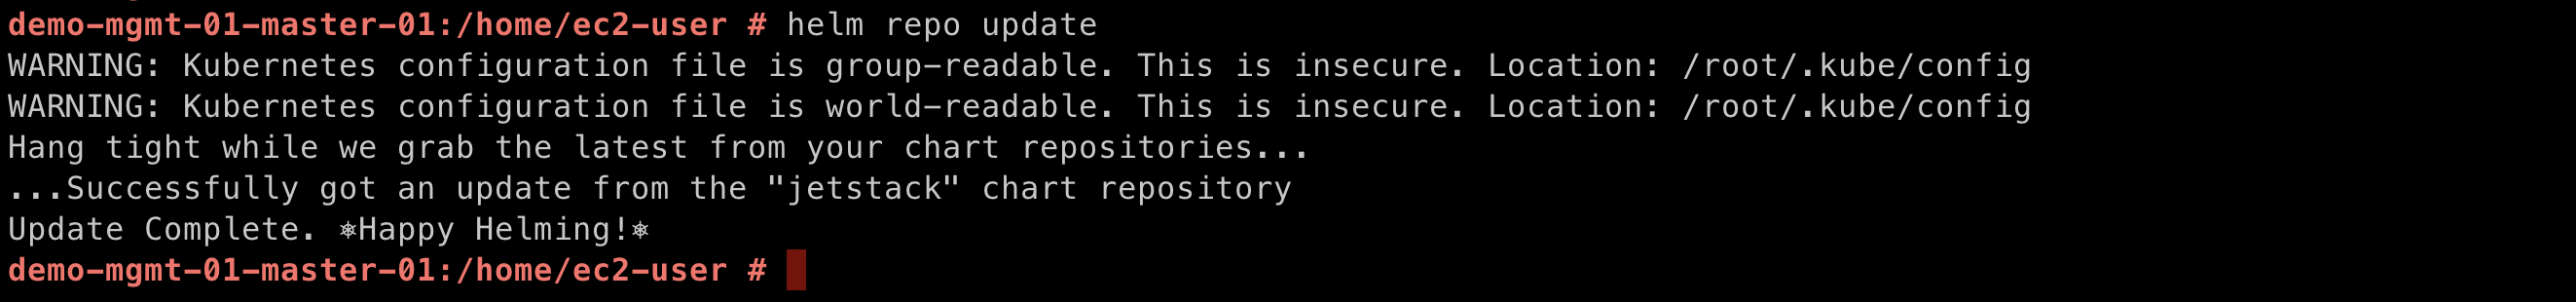 demo-mgmt-01-master-01:/home/ec2-user # helm repo update
WARNING: Kubernetes configuration file is group-readable. This is insecure. Location: /root/.kube/config
WARNING: Kubernetes configuration file is world-readable. This is insecure. Location: /root/.kube/config
Hang tight while we grab the latest from your chart repositories...
...Successfully got an update from the "jetstack" chart repository
Update Complete. ⎈Happy Helming!⎈
demo-mgmt-01-master-01:/home/ec2-user #